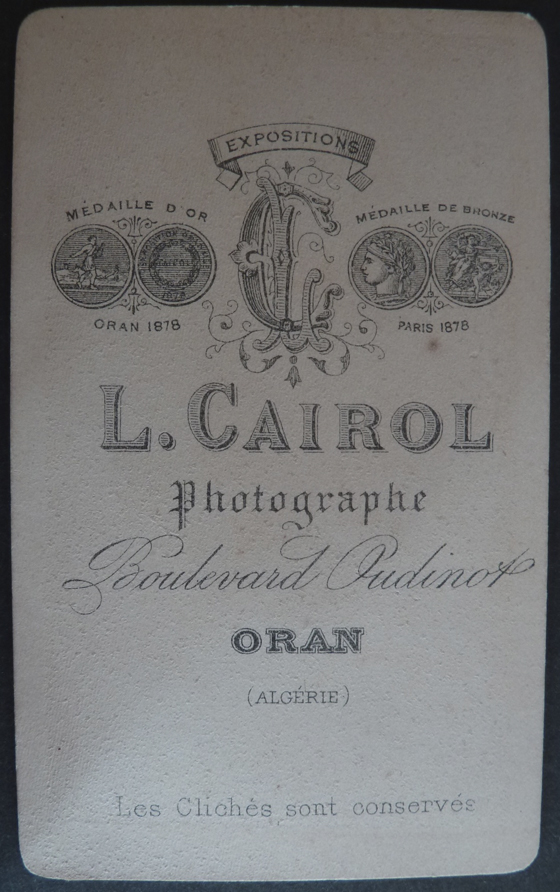 EXPOSITIONS
MÉDAILLE D'OR
MÉDAILLE DE BRONZE
ORAN 1878
PARIS 1878
L. CAIROL
Photographe
Boulevard Oudinot
ORAN
(ALGÉRIE)
Les Clichés sont conservés